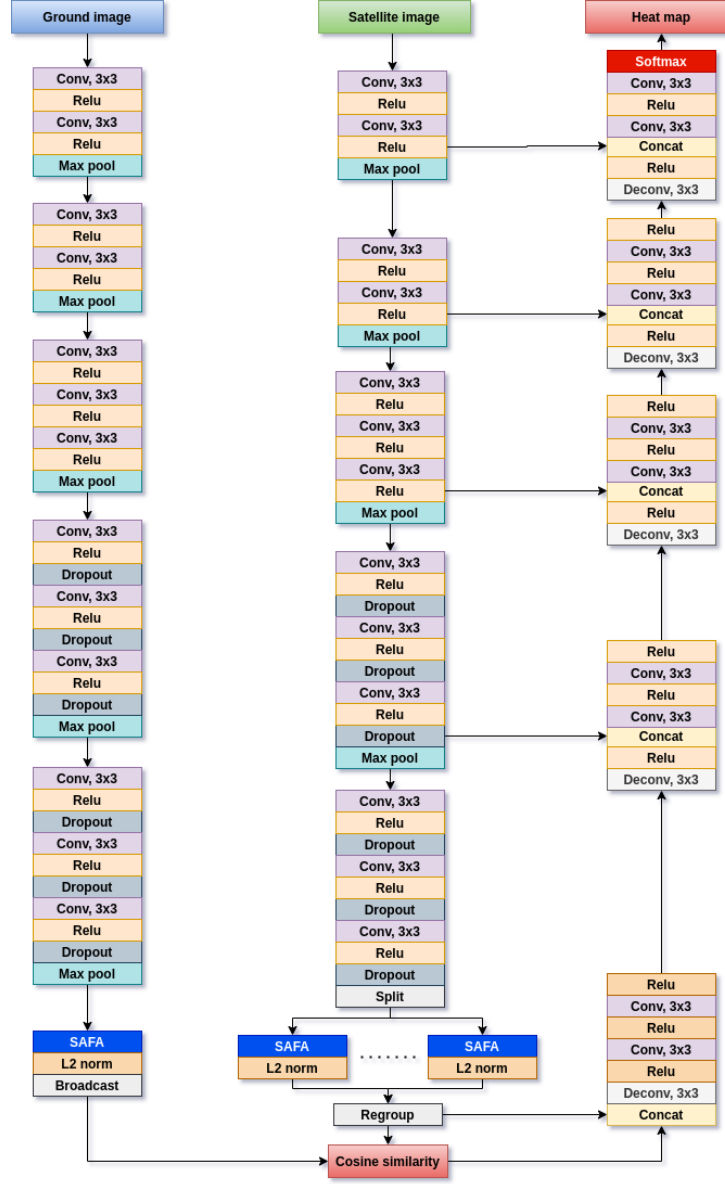 Ground image
Conv, 3x3
Relu
Conv, 3x3
Relu
Max pool
Conv, 3x3
Relu
Conv, 3x3
Relu
Max pool
Conv, 3x3
Relu
Conv, 3x3
Relu
Conv, 3x3
Relu
Max pool
Conv, 3x3
Relu
Dropout
Conv, 3x3
Relu
Dropout
Conv, 3x3
Relu
Dropout
Max pool
Conv, 3x3
Relu
Dropout
Conv, 3x3
Relu
Dropout
Conv, 3x3
Relu
Dropout
Max pool
SAFA
L2 norm
Broadcast
Satellite image
Conv, 3x3
Relu
Conv, 3x3
Relu
Max pool
Conv, 3x3
Relu
Conv, 3x3
Relu
Max pool
Conv, 3x3
Relu
Conv, 3x3
Relu
Conv, 3x3
Relu
Max pool
Conv, 3x3
Relu
Dropout
Conv, 3x3
Relu
Dropout
Conv, 3x3
Relu
Dropout
Max pool
Conv, 3x3
Relu
Dropout
Conv, 3x3
Relu
Dropout
Conv, 3x3
Relu
Dropout
Split
SAFA
L2 norm
.......
SAFA
L2 norm
Regroup
Cosine similarity
Heat map
Softmax
Conv, 3x3
Relu
Conv, 3x3
Concat
Relu
Deconv, 3x3
Relu
Conv, 3x3
Relu
Conv, 3x3
Concat
Relu
Deconv, 3x3
Relu
Conv, 3x3
Relu
Conv, 3x3
Concat
Relu
Deconv, 3x3
Relu
Conv, 3x3
Relu
Conv, 3x3
Concat
Relu
Deconv, 3x3
Relu
Conv, 3x3
Relu
Conv, 3x3
Relu
Deconv, 3x3
Concat